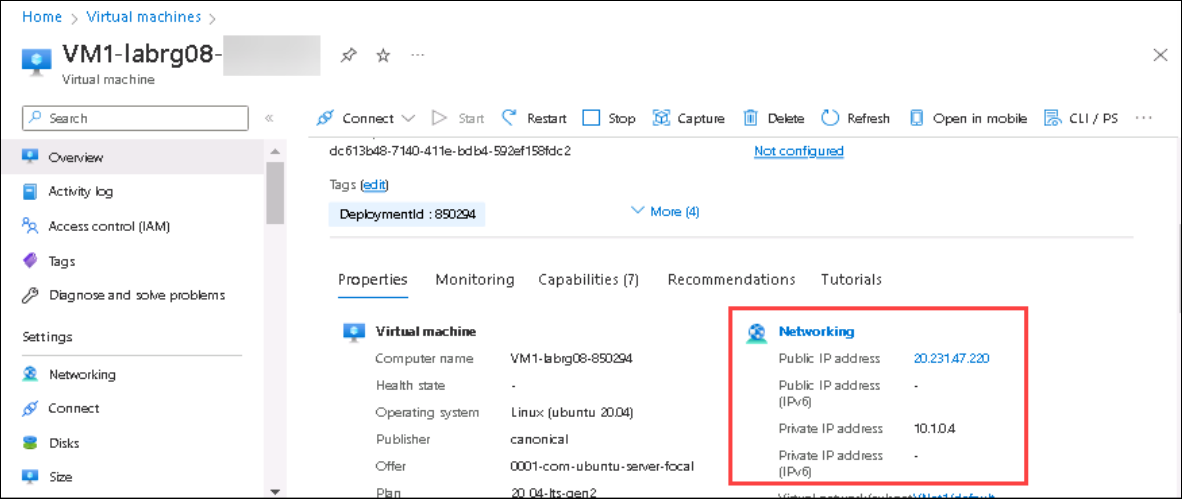 Home > Virtual machines >
VM1-labrg08-
Virtual machine
Search
Connect Start Restart Stop Capture Delete Refresh Open in mobile CLI / PS
Overview
Activity log
Access control (IAM)
Tags
Diagnose and solve problems
Settings
Networking
Connect
Disks
Size
dc613b48-7140-411e-bdb4-592ef158fdc2
Not configured
Tags (edit)
DeploymentId : 850294
More (4)
Properties Monitoring Capabilities (7) Recommendations Tutorials
Virtual machine
Computer name VM1-labrg08-850294
Health state -
Operating system Linux (ubuntu 20.04)
Publisher canonical
Offer 0001-com-ubuntu-server-focal
Plan 20_04-lts-gen2
Networking
Public IP address 20.231.47.220
Public IP address -
(IPv6)
Private IP address 10.1.0.4
Private IP address -
(IPv6)
Virtual network/subnet VNet1/default